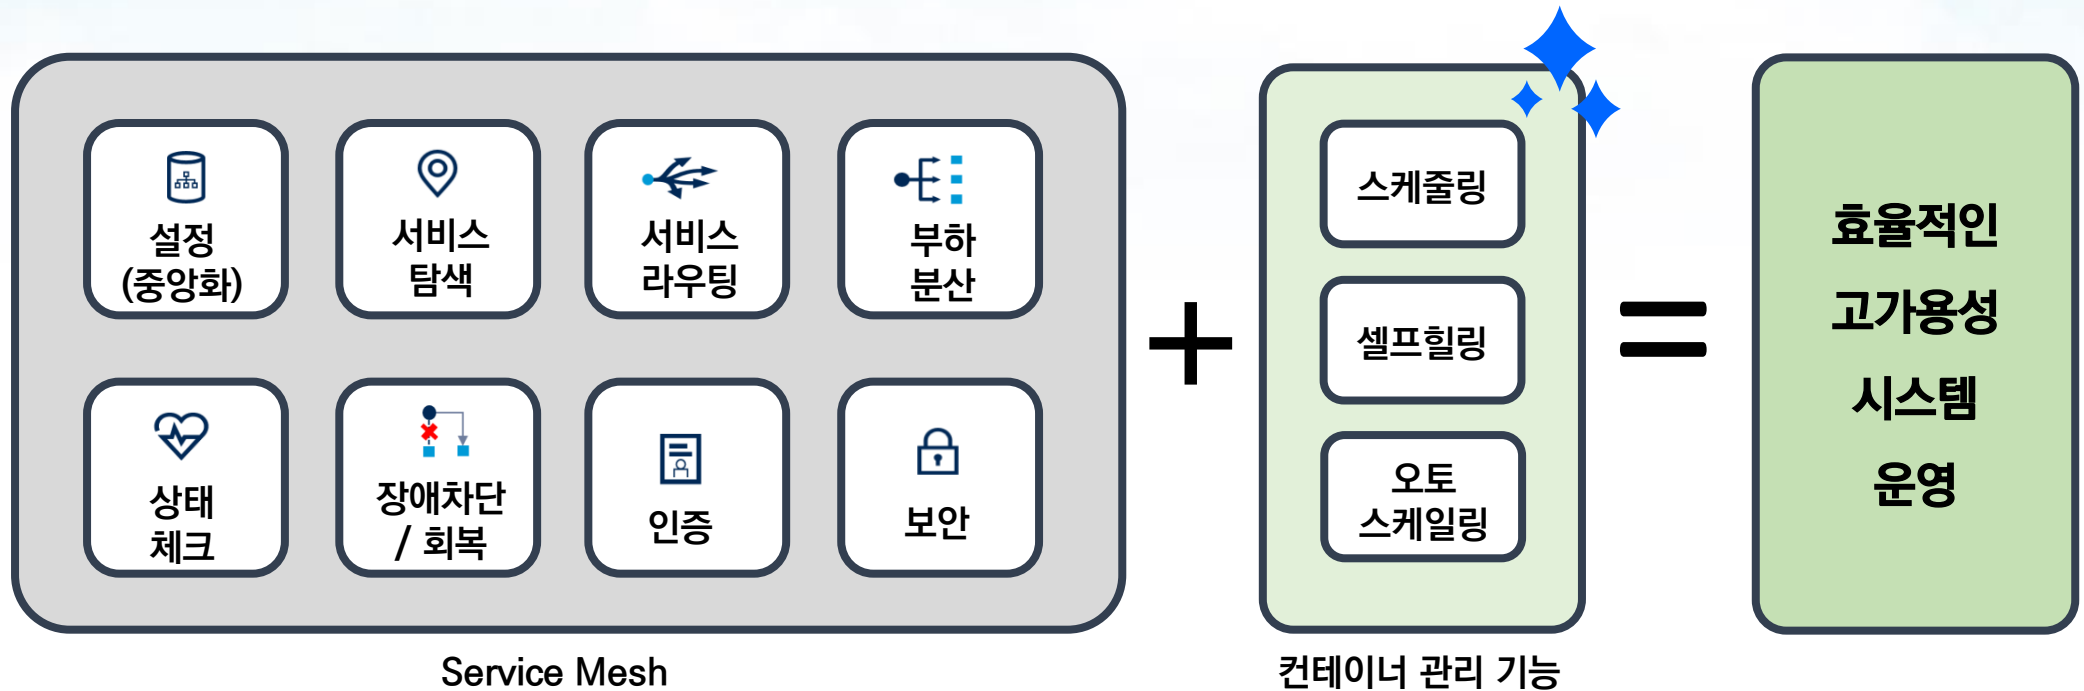 설정
(중앙화)
서비스
탐색
서비스
라우팅
부하
분산
상태
체크
장애차단
/ 회복
인증
보안
Service Mesh
+
스케줄링
셀프힐링
오토
스케일링
컨테이너 관리 기능
=
효율적인
고가용성
시스템
운영